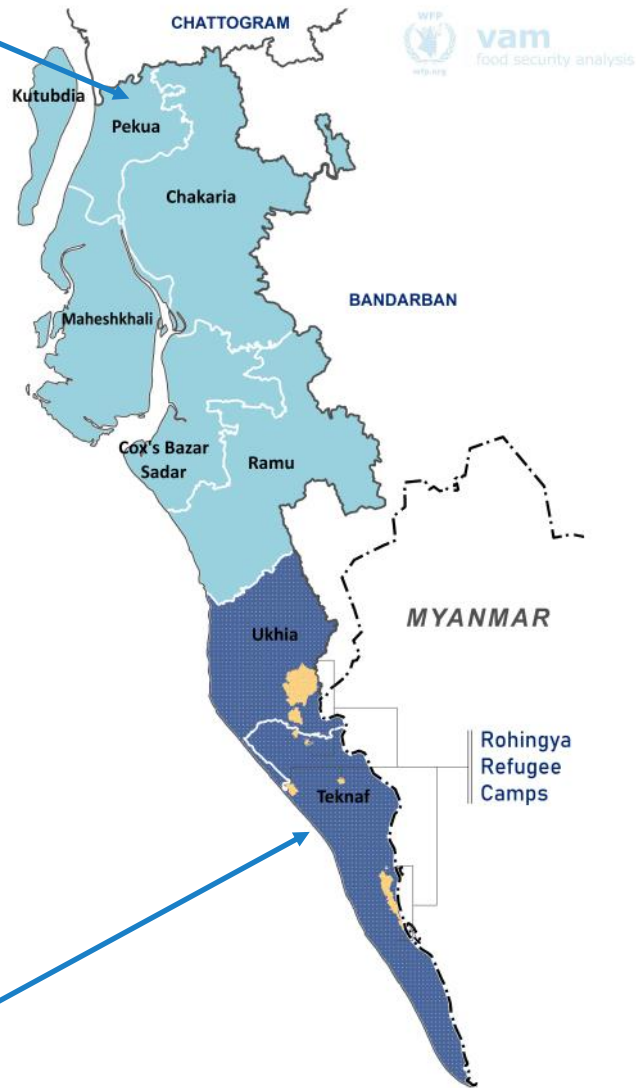 CHATTOGRAM
WFP
wfp.org
vam
food security analysis
Kutubdia
Pekua
Chakaria
BANDARBAN
Maheshkhali
Cox's Bazar
Sadar
Ramu
MYANMAR
Ukhia
Rohingya
Refugee
Camps
Teknaf